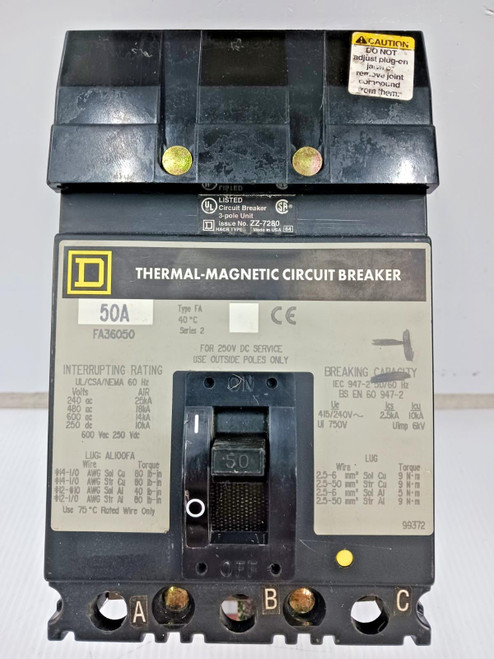 CAUTION
DO NOT
adjust plug-on
remove joint
compound
from them.
LISTED
Circuit Breaker
3-pole Unit
Issue No. ZZ-7280
HACR TYPE Made in USA 64
D
THERMAL-MAGNETIC CIRCUIT BREAKER
50A
FA36050
Type FA
40°C
Series 2
CE
FOR 250V DC SERVICE
USE OUTSIDE POLES ONLY
INTERRUPTING RATING
UL/CSA/NEMA 60 Hz
Volts AIR
240 ac 25kA
480 ac 18kA
600 ac 14kA
250 dc 10kA
600 Vac 250 Vdc
LUG: AL100FA
Wire Torque
#14-1/0 AWG Sol Cu 80 lb-in
#14-1/0 AWG Str Cu 80 lb-in
#12-#10 AWG Sol Al 40 lb-in
#12-1/0 AWG Str Al 80 lb-in
Use 75°C Rated Wire Only
ON
I
50
O
OFF
BREAKING CAPACITY
IEC 947-2 50/60 Hz
BS EN 60 947-2
Ue Icu
415/240V~ 2.5kA 10kA
Ui 750V Uimp 6kV
LUG
Wire Torque
2.5-6 mm² Sol Cu 9 N·m
2.5-50 mm² Str Cu 9 N·m
2.5-6 mm² Sol Al 5 N·m
2.5-50 mm² Str Al 9 N·m
99372
A
B
C